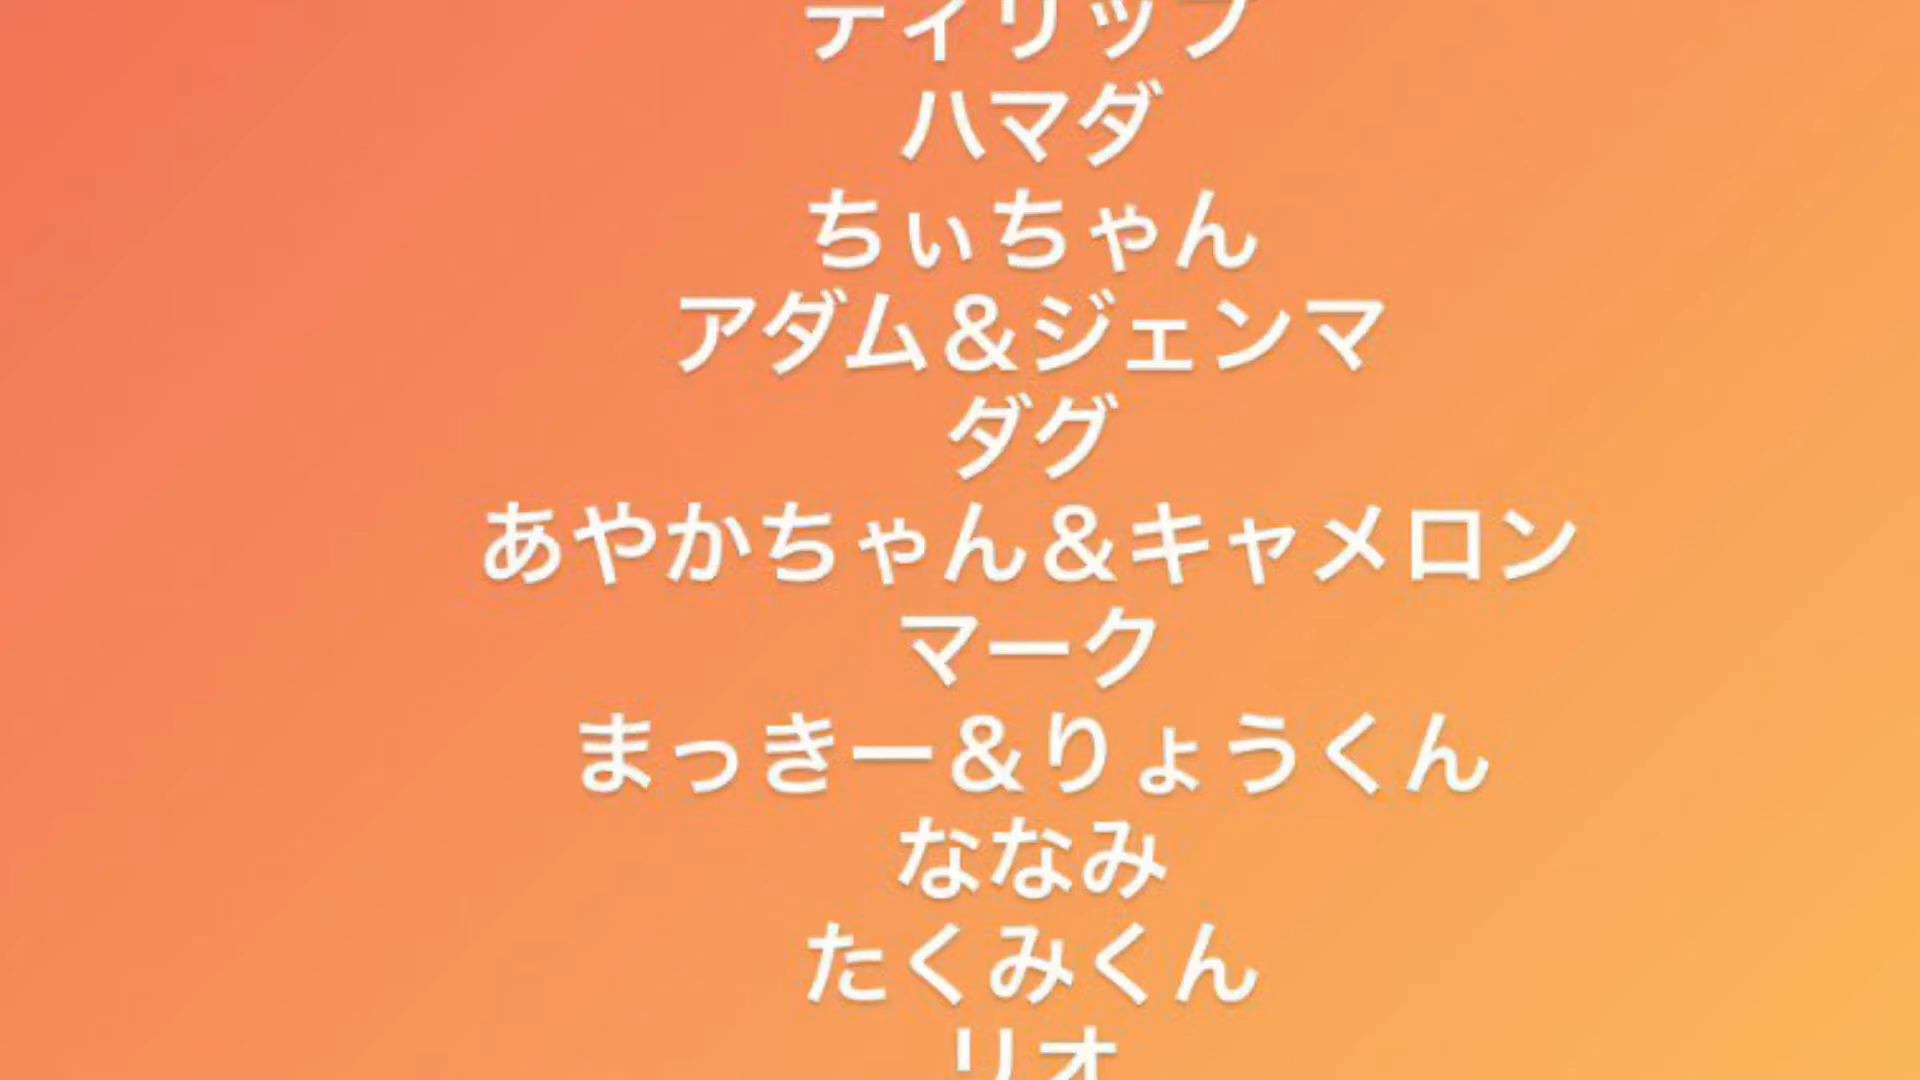 ハマダ
ちぃちゃん
アダム＆ジェンマ
ダグ
あやかちゃん＆キャメロン
マーク
まっきー＆りょうくん
ななみ
たくみくん
リオ